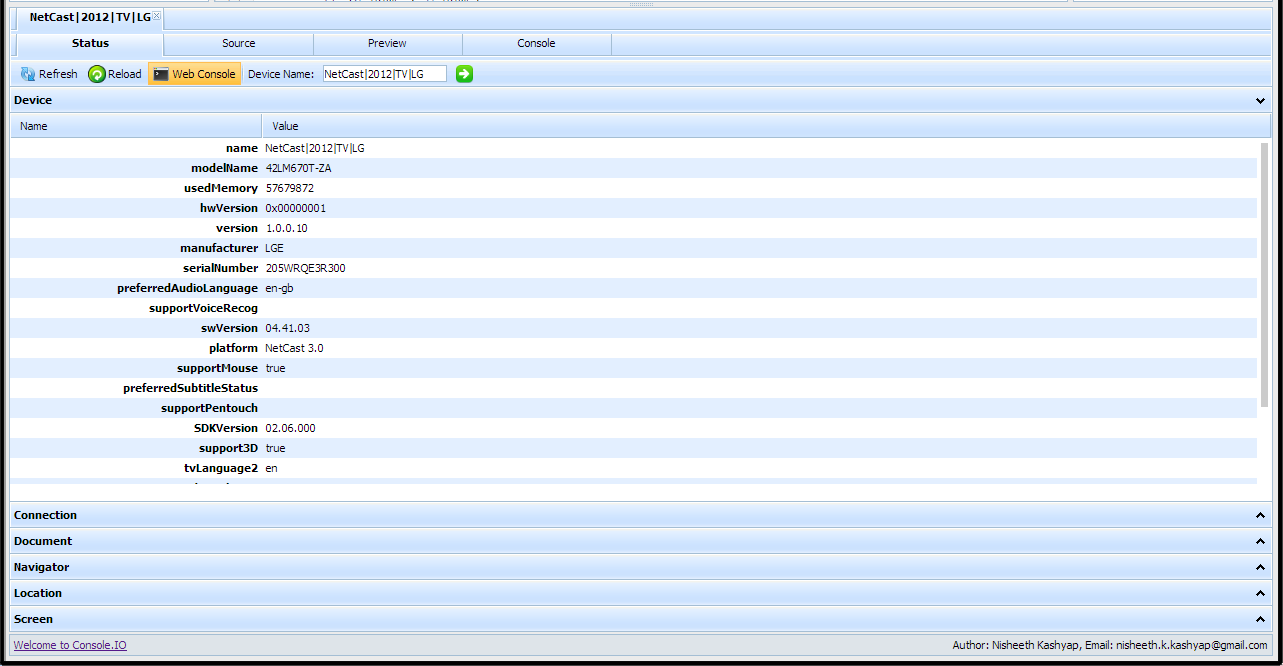 NetCast|2012|TV|LG
Status Source Preview Console
Refresh Reload Web Console Device Name: NetCast|2012|TV|LG
Device
Name Value
name NetCast|2012|TV|LG
modelName 42LM670T-ZA
usedMemory 57679872
hwVersion 0x00000001
version 1.0.0.10
manufacturer LGE
serialNumber 205WRQE3R300
preferredAudioLanguage en-gb
supportVoiceRecog
swVersion 04.41.03
platform NetCast 3.0
supportMouse true
preferredSubtitleStatus
supportPentouch
SDKVersion 02.06.000
support3D true
tvLanguage2 en
Connection
Document
Navigator
Location
Screen
Welcome to Console.IO Author: Nisheeth Kashyap, Email: nisheeth.k.kashyap@gmail.com